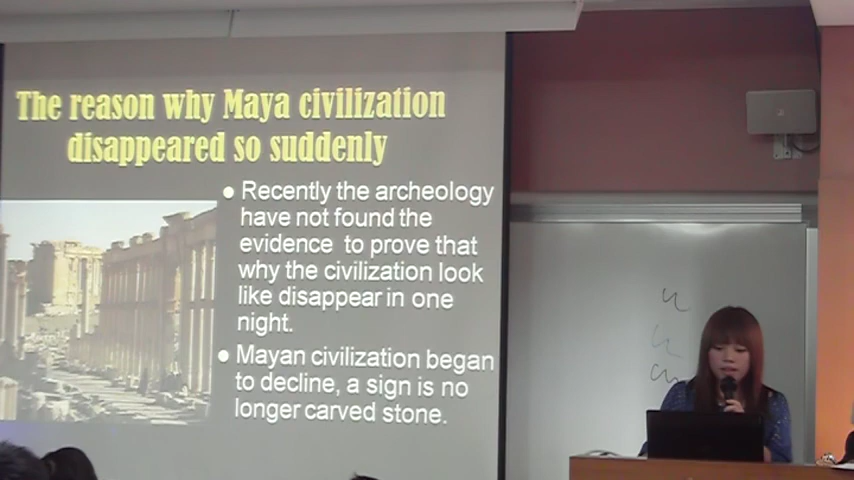 The reason why Maya civilization
disappeared so suddenly
• Recently the archeology
have not found the
evidence to prove that
why the civilization look
like disappear in one
night.
• Mayan civilization began
to decline, a sign is no
longer carved stone.